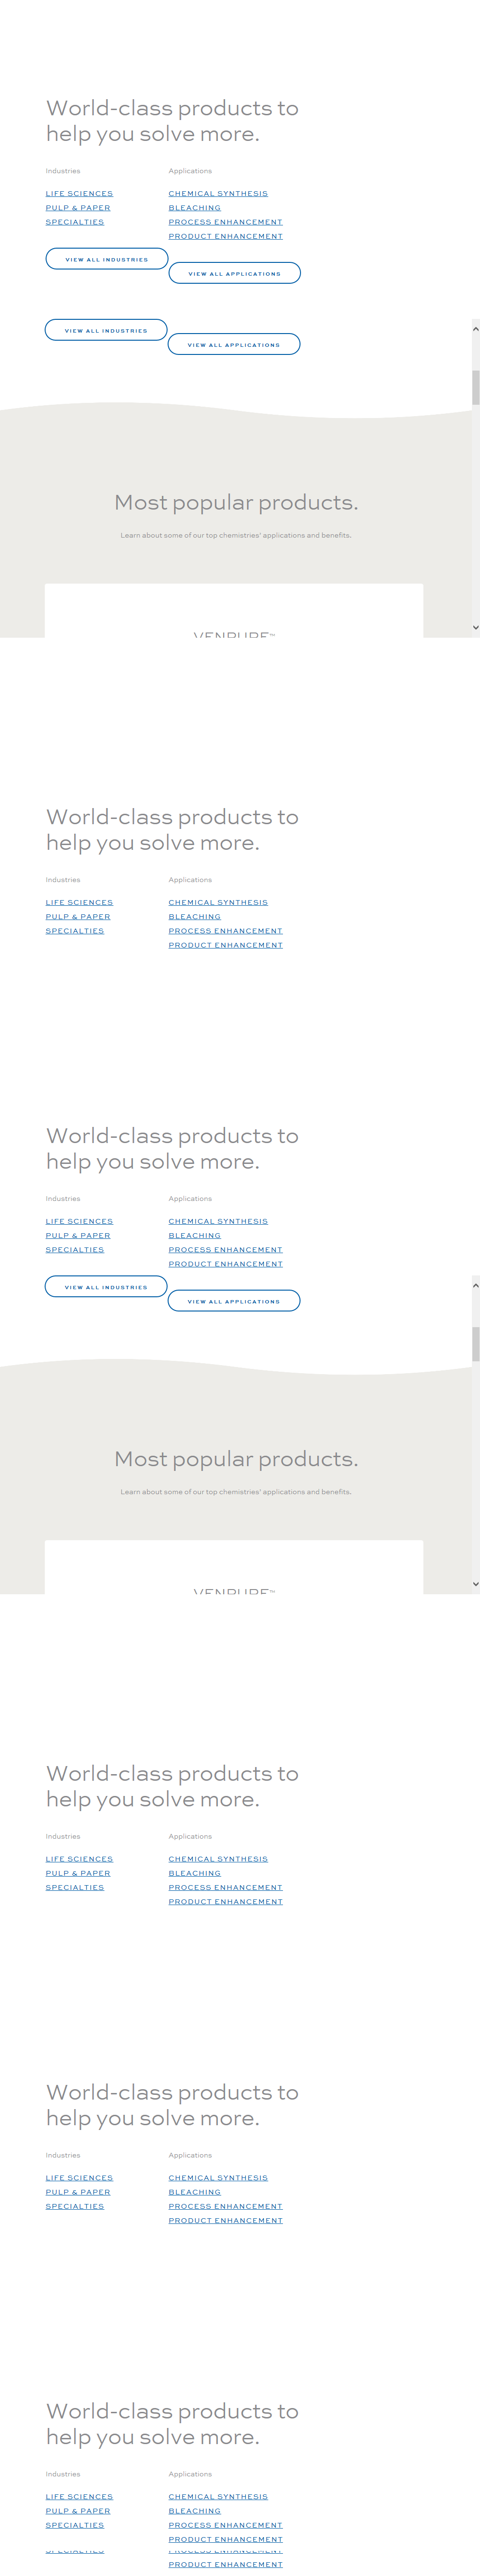 World-class products to
help you solve more.
Industries
Applications
LIFE SCIENCES
CHEMICAL SYNTHESIS
PULP & PAPER
BLEACHING
SPECIALTIES
PROCESS ENHANCEMENT
PRODUCT ENHANCEMENT
VIEW ALL INDUSTRIES
VIEW ALL APPLICATIONS
VIEW ALL INDUSTRIES
VIEW ALL APPLICATIONS
Most popular products.
Learn about some of our top chemistries' applications and benefits.
VENPURE™
World-class products to
help you solve more.
Industries
Applications
LIFE SCIENCES
CHEMICAL SYNTHESIS
PULP & PAPER
BLEACHING
SPECIALTIES
PROCESS ENHANCEMENT
PRODUCT ENHANCEMENT
World-class products to
help you solve more.
Industries
Applications
LIFE SCIENCES
CHEMICAL SYNTHESIS
PULP & PAPER
BLEACHING
SPECIALTIES
PROCESS ENHANCEMENT
PRODUCT ENHANCEMENT
VIEW ALL INDUSTRIES
VIEW ALL APPLICATIONS
Most popular products.
Learn about some of our top chemistries' applications and benefits.
VENPURE™
World-class products to
help you solve more.
Industries
Applications
LIFE SCIENCES
CHEMICAL SYNTHESIS
PULP & PAPER
BLEACHING
SPECIALTIES
PROCESS ENHANCEMENT
PRODUCT ENHANCEMENT
World-class products to
help you solve more.
Industries
Applications
LIFE SCIENCES
CHEMICAL SYNTHESIS
PULP & PAPER
BLEACHING
SPECIALTIES
PROCESS ENHANCEMENT
PRODUCT ENHANCEMENT
World-class products to
help you solve more.
Industries
Applications
LIFE SCIENCES
CHEMICAL SYNTHESIS
PULP & PAPER
BLEACHING
SPECIALTIES
PROCESS ENHANCEMENT
PRODUCT ENHANCEMENT
SPECIALTIES
PROCESS ENHANCEMENT
PRODUCT ENHANCEMENT